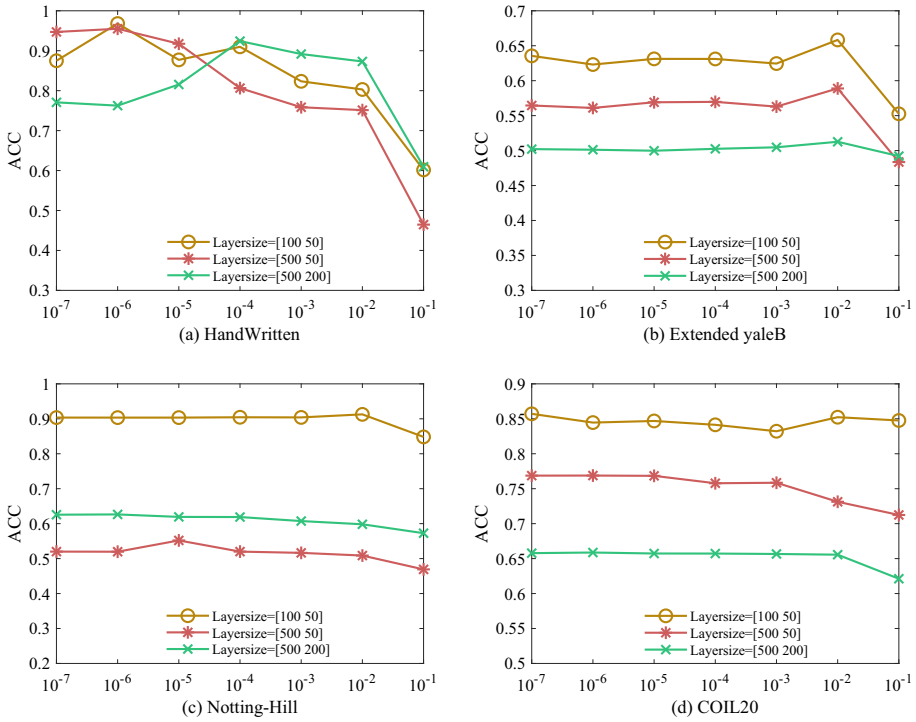 1
0.9
0.8
0.7
0.6
0.5
0.4
0.3
ACC
Layersize=[100 50]
Layersize=[500 50]
Layersize=[500 200]
10^-7 10^-6 10^-5 10^-4 10^-3 10^-2 10^-1
(a) HandWritten
0.7
0.65
0.6
0.55
0.5
0.45
0.4
0.35
0.3
ACC
Layersize=[100 50]
Layersize=[500 50]
Layersize=[500 200]
10^-7 10^-6 10^-5 10^-4 10^-3 10^-2 10^-1
(b) Extended yaleB
1
0.9
0.8
0.7
0.6
0.5
0.4
0.3
0.2
ACC
Layersize=[100 50]
Layersize=[500 50]
Layersize=[500 200]
10^-7 10^-6 10^-5 10^-4 10^-3 10^-2 10^-1
(c) Notting-Hill
0.9
0.85
0.8
0.75
0.7
0.65
0.6
0.55
0.5
ACC
Layersize=[100 50]
Layersize=[500 50]
Layersize=[500 200]
10^-7 10^-6 10^-5 10^-4 10^-3 10^-2 10^-1
(d) COIL20